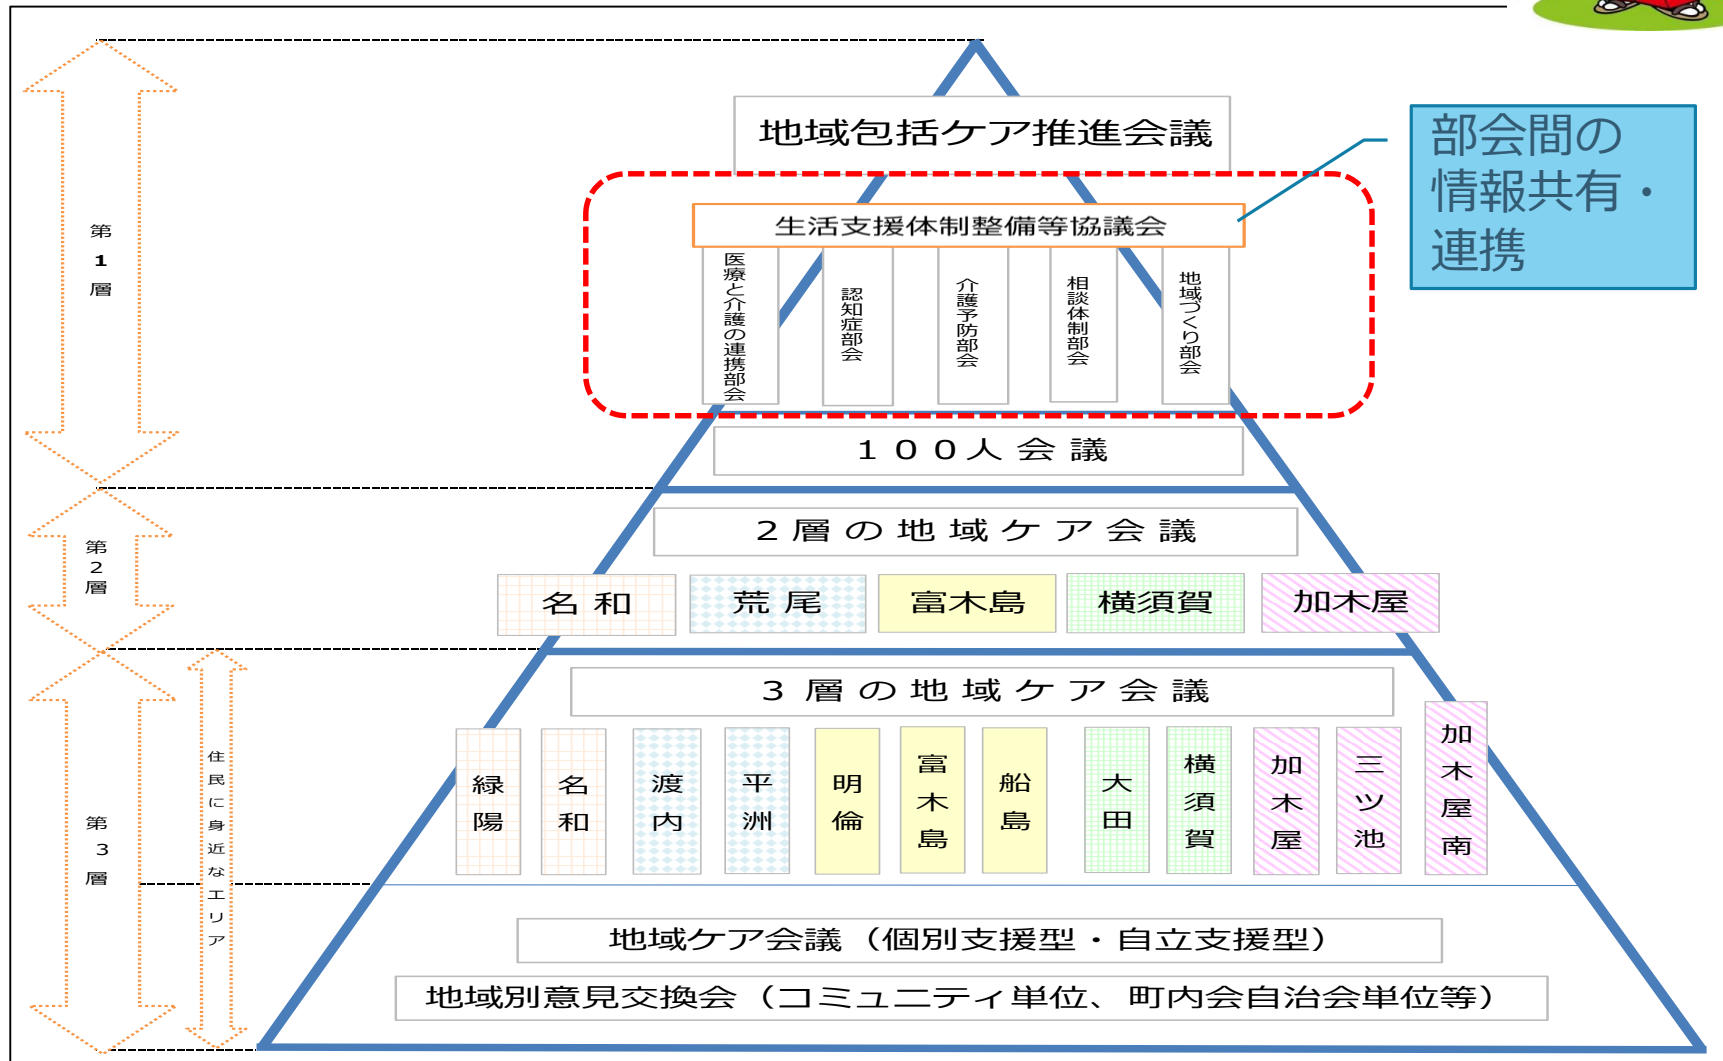 地域包括ケア推進会議
部会間の
情報共有・
連携
生活支援体制整備等協議会
医療と介護の連携部会
認知症部会
介護予防部会
相談体制部会
地域づくり部会
第1層
100人会議
2層の地域ケア会議
第2層
名和
荒尾
富木島
横須賀
加木屋
3層の地域ケア会議
第3層
住民に身近なエリア
緑陽
名和
渡内
平洲
明倫
富木島
船島
大田
横須賀
加木屋
三ツ池
加木屋南
地域ケア会議（個別支援型・自立支援型）
地域別意見交換会（コミュニティ単位、町内会自治会単位等）